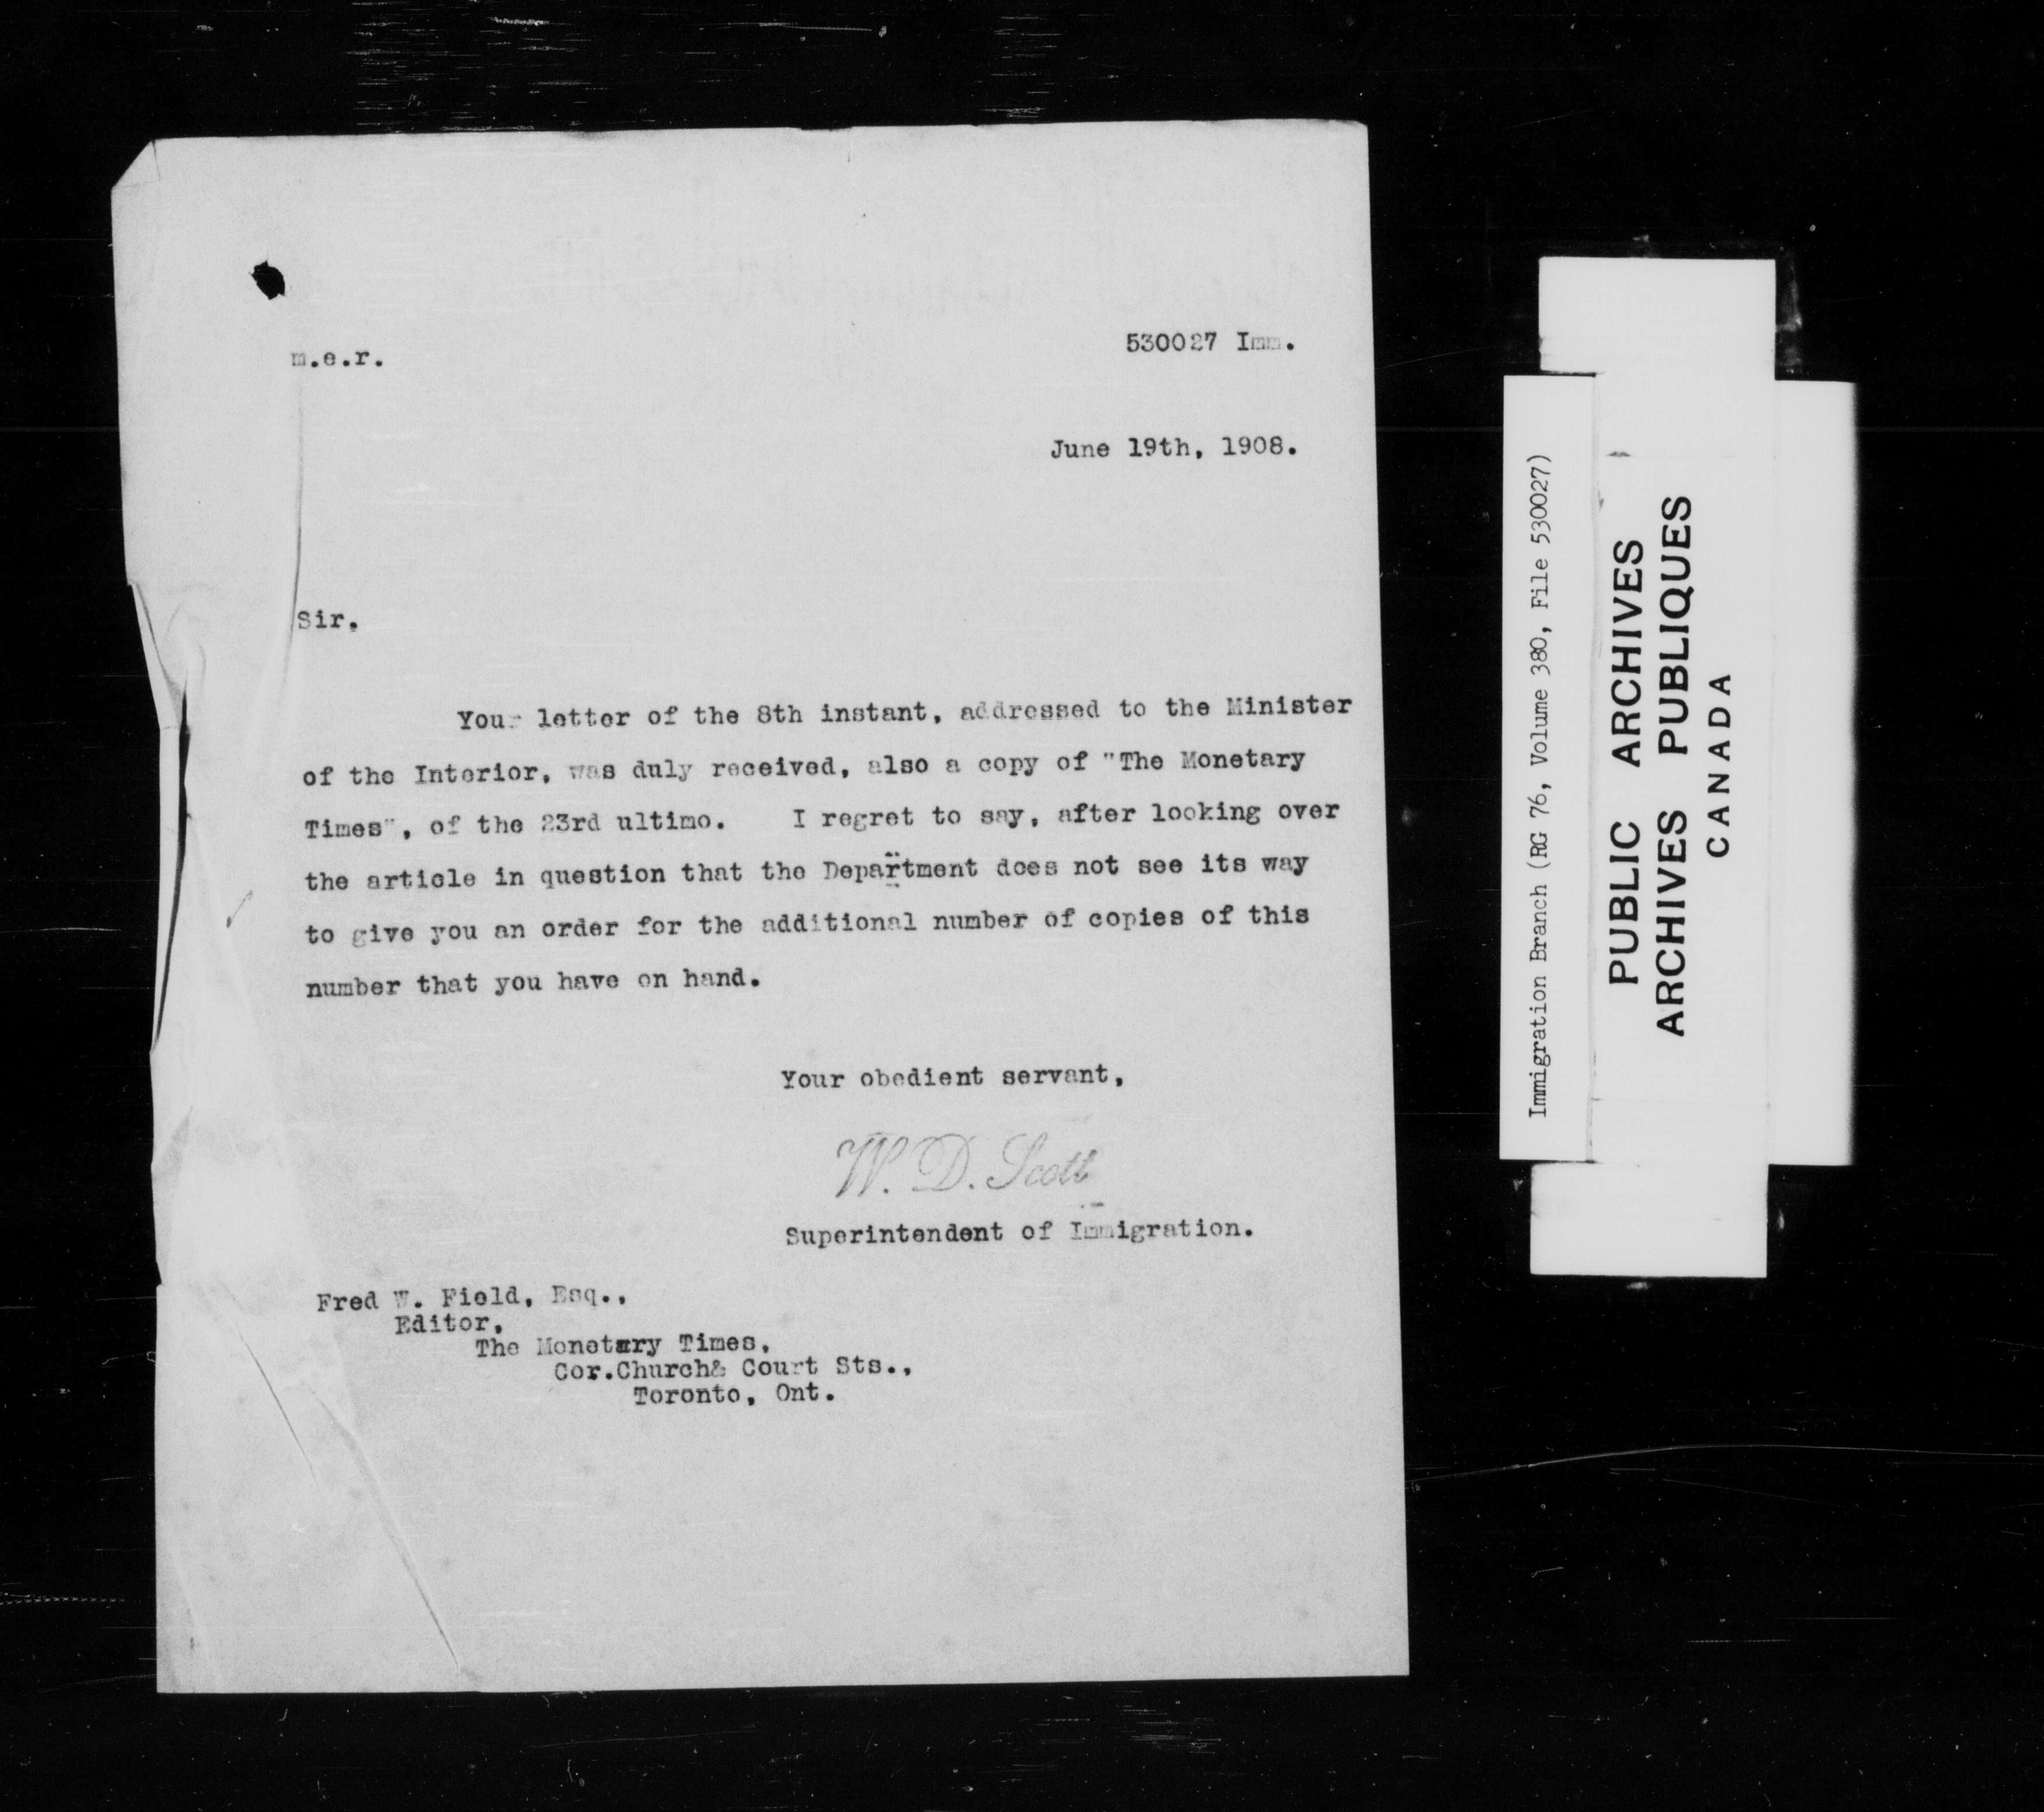 m.e.r.
530027 Imm.
June 19th, 1908.
Sir.
Your letter of the 8th instant, addressed to the Minister
of the Interior, was duly received, also a copy of "The Monetary
Times", of the 23rd ultimo. I regret to say, after looking over
the article in question that the Department does not see its way
to give you an order for the additional number of copies of this
number that you have on hand.
Your obedient servant,
W. D. Scott
Superintendent of Immigration.
Fred W. Field, Esq.,
Editor,
The Monetary Times,
Cor.Church& Court Sts.,
Toronto, Ont.
Immigration Branch (RG 76, Volume 380, File 530027)
PUBLIC ARCHIVES
ARCHIVES PUBLIQUES
CANADA